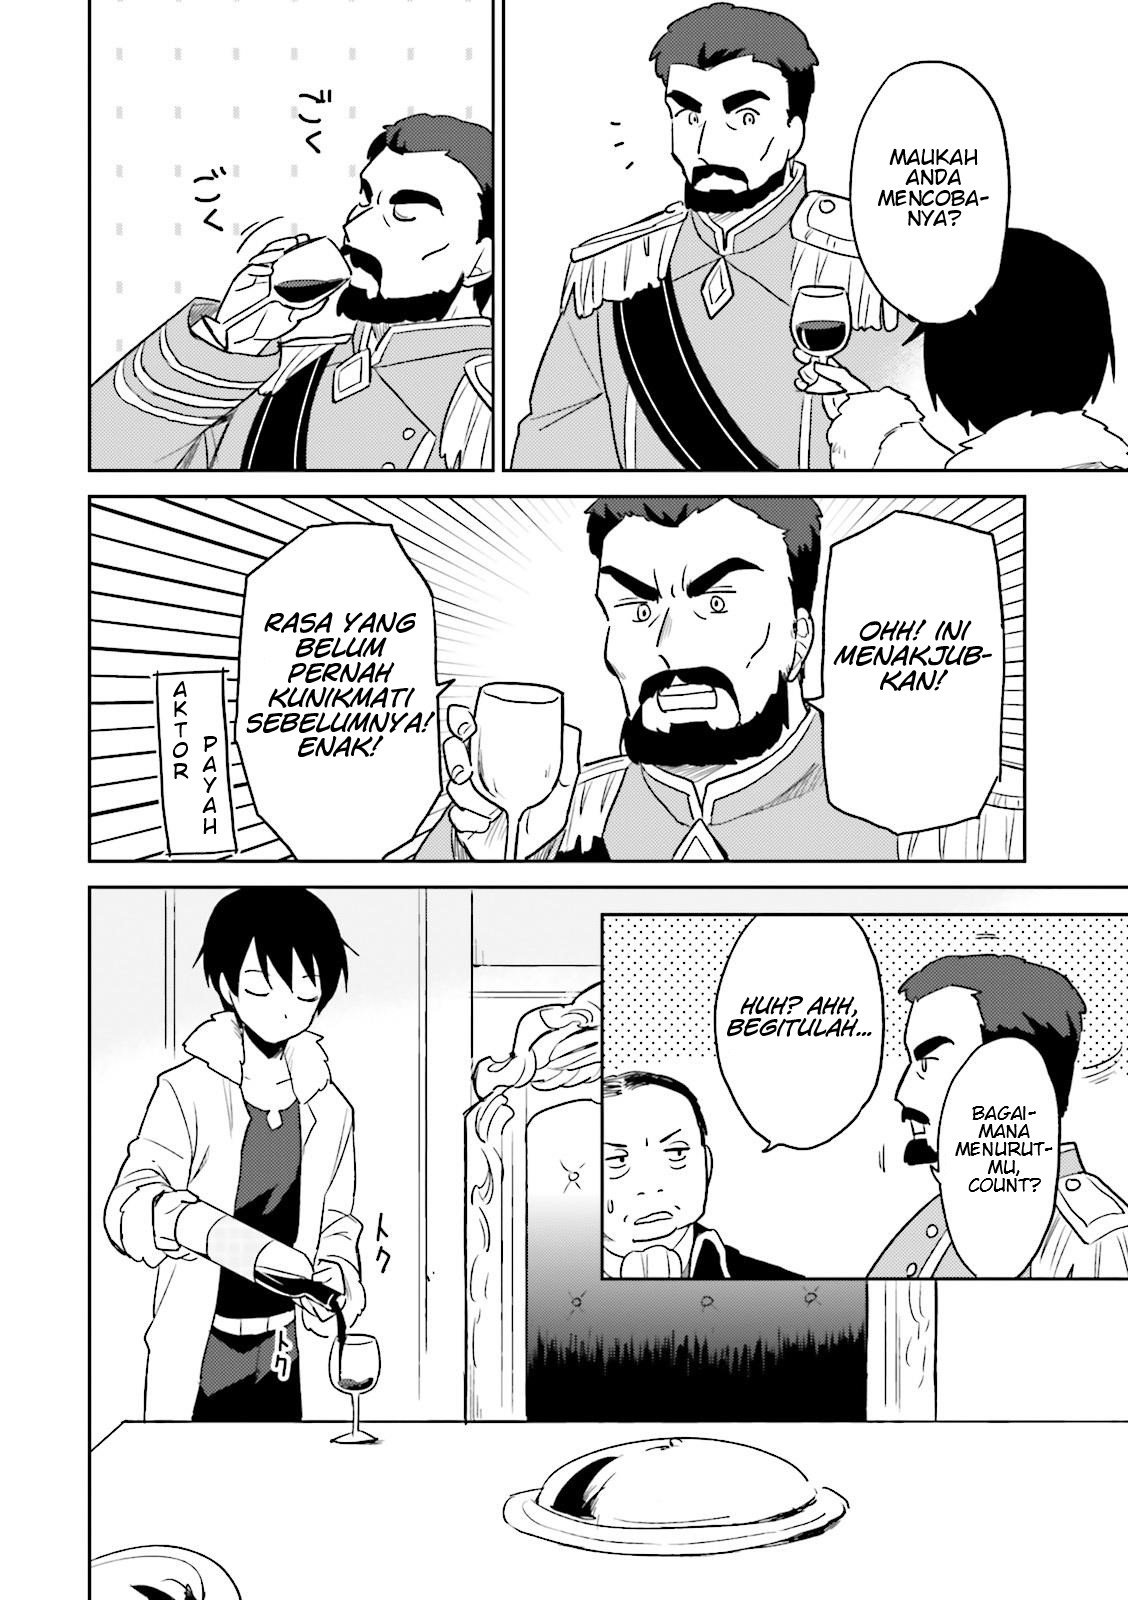 MAUKAH
ANDA
MENCOBA-
NYA?
ごく
ごく
OHH! INI
MENAKJUB-
KAN!
RASA YANG
BELUM
PERNAH
KUNIKMATI
SEBELUMNYA!
ENAK!
AKTOR
PAYAH
BAGAI-
MANA
MENURUT-
MU,
COUNT?
HUH? AHH,
BEGITULAH...
トク
トク